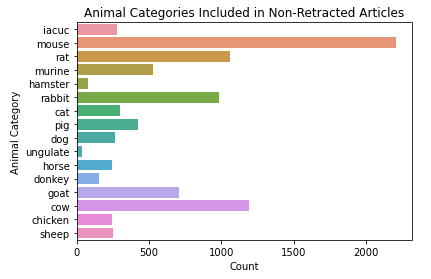 Animal Categories Included in Non-Retracted Articles
Animal Category
iacuc
mouse
rat
murine
hamster
rabbit
cat
pig
dog
ungulate
horse
donkey
goat
cow
chicken
sheep
0 500 1000 1500 2000
Count